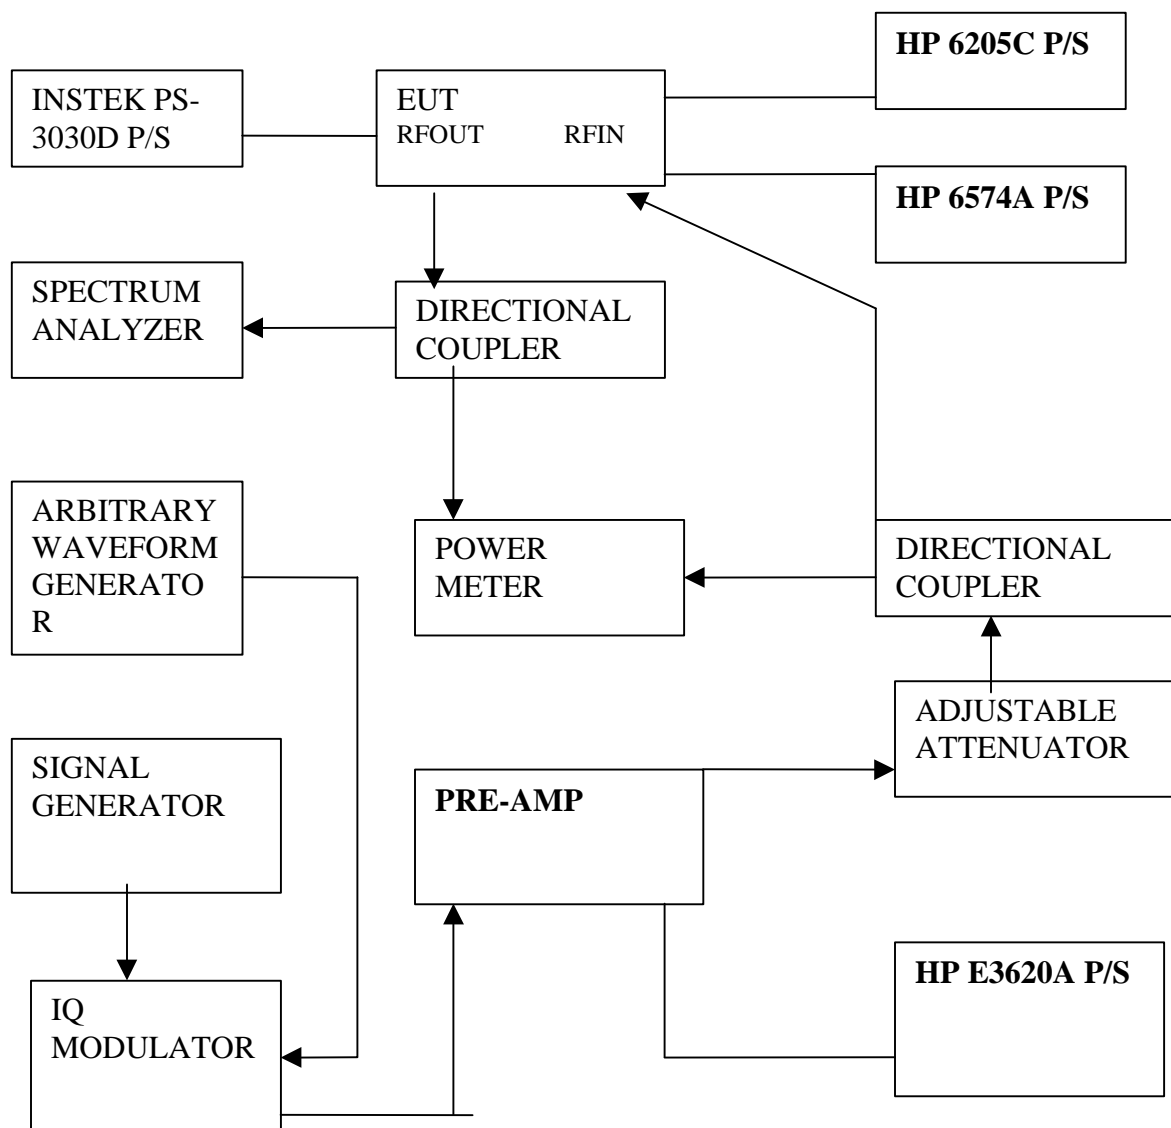 HP 6205C P/S
INSTEK PS-
3030D P/S
EUT
RFOUT RFIN
HP 6574A P/S
SPECTRUM
ANALYZER
DIRECTIONAL
COUPLER
ARBITRARY
WAVEFORM
GENERATO
R
POWER
METER
DIRECTIONAL
COUPLER
ADJUSTABLE
ATTENUATOR
SIGNAL
GENERATOR
PRE-AMP
HP E3620A P/S
IQ
MODULATOR